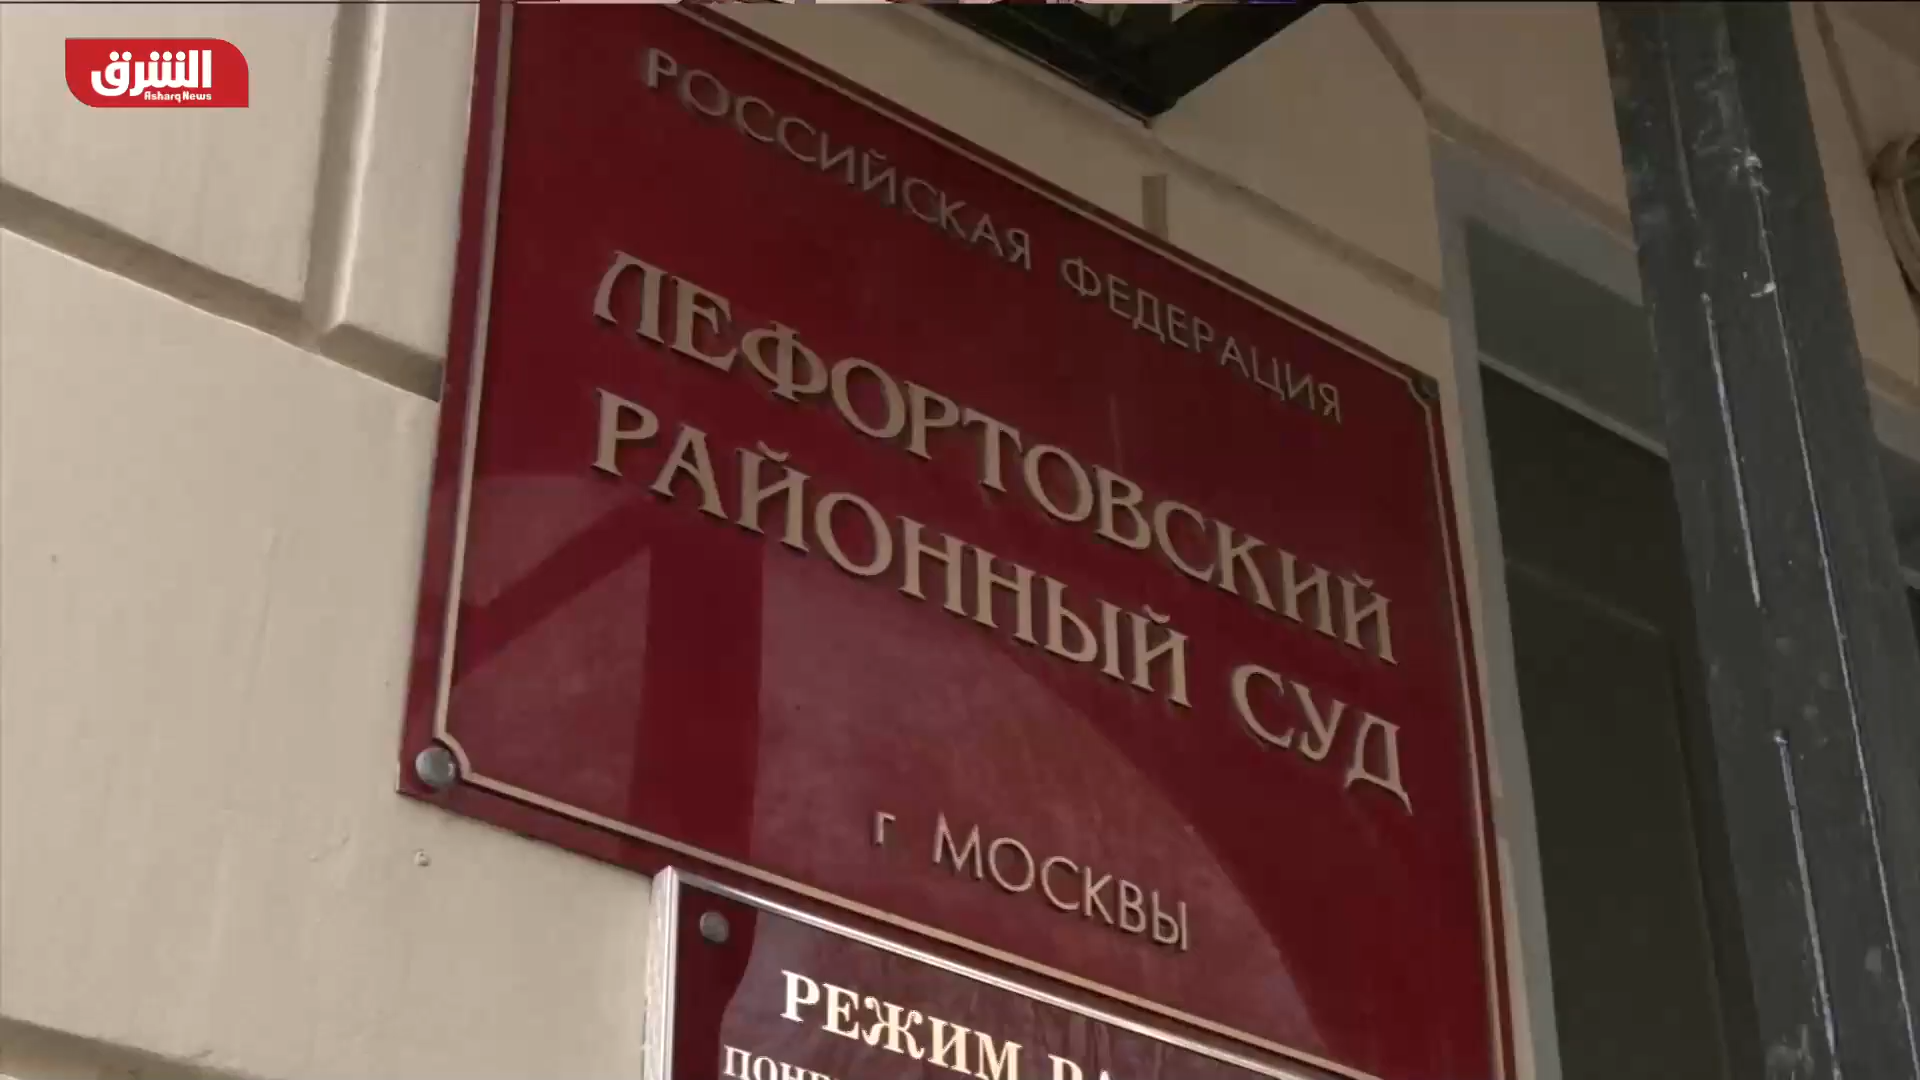 الشرق
Asharq News
РОССИЙСКАЯ ФЕДЕРАЦИЯ
ЛЕФОРТОВСКИЙ
РАЙОННЫЙ СУД
г МОСКВЫ
РЕЖИМ